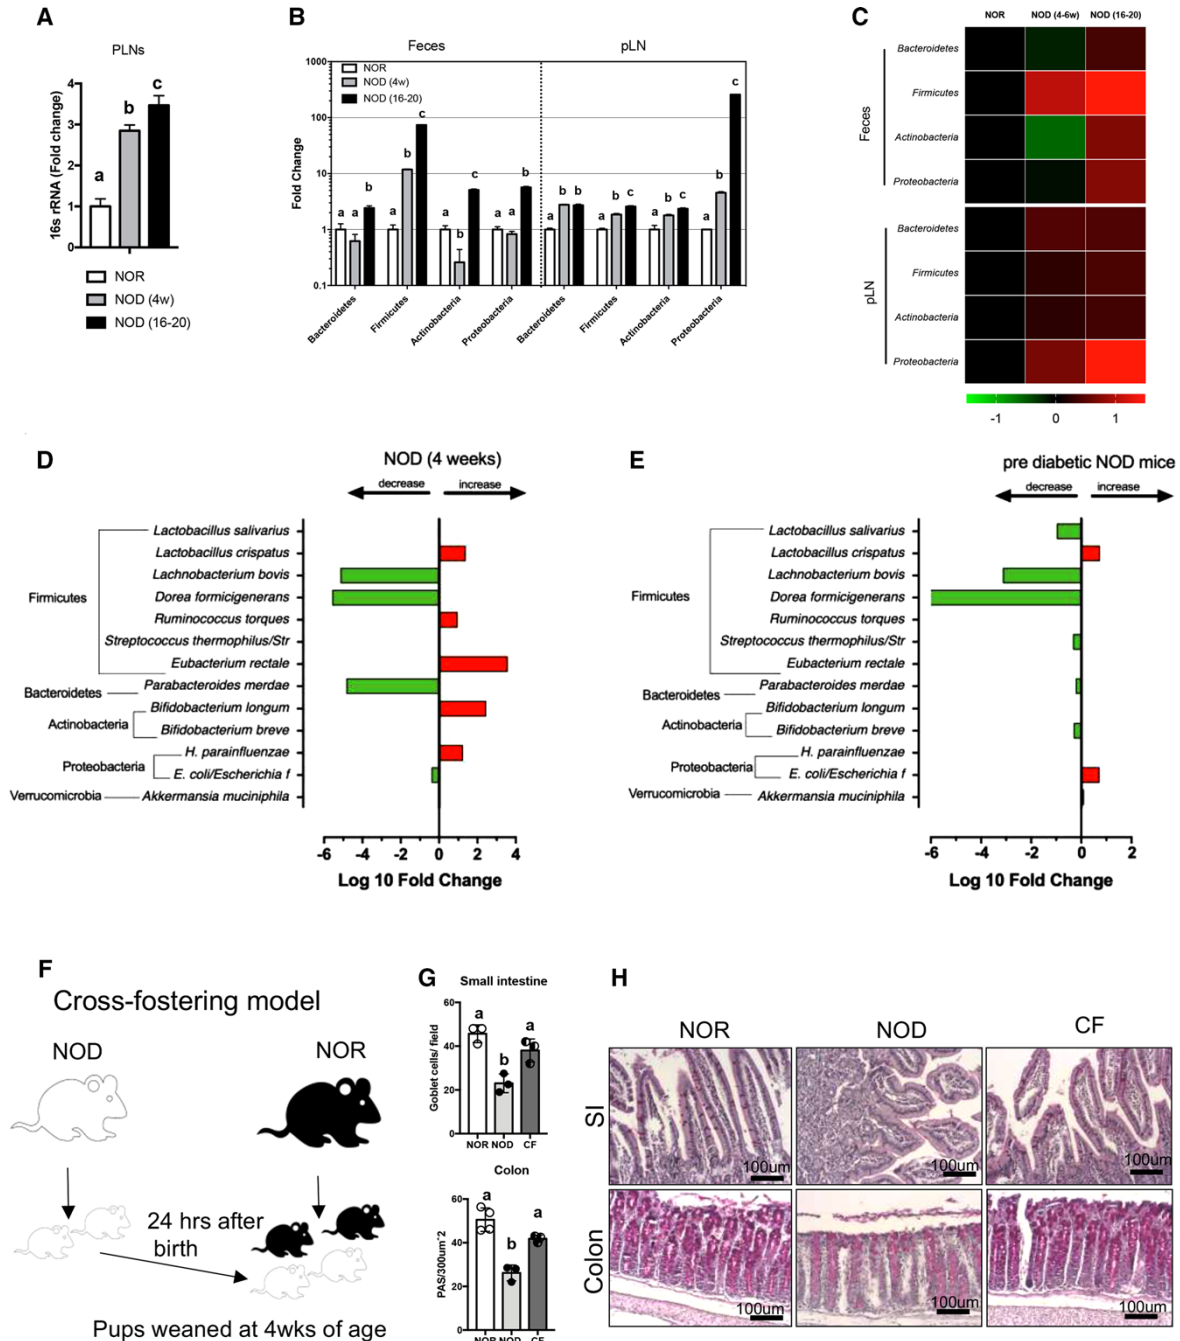 A
PLNs
16s rRNA (Fold change)
4
3
2
1
0
a
b
c
NOR
NOD (4w)
NOD (16-20)
B
Feces
pLN
NOR
NOD (4w)
NOD (16-20)
Fold Change
1000
100
10
1
0.1
a a b
a b c
a b c
a a b
a b b
a b c
a b c
a b c
Bacteroidetes
Firmicutes
Actinobacteria
Proteobacteria
Bacteroidetes
Firmicutes
Actinobacteria
Proteobacteria
C
NOR NOD (4-6w) NOD (16-20)
Feces
Bacteroidetes
Firmicutes
Actinobacteria
Proteobacteria
pLN
Bacteroidetes
Firmicutes
Actinobacteria
Proteobacteria
-1 0 1
D
NOD (4 weeks)
decrease increase
Firmicutes
Lactobacillus salivarius
Lactobacillus crispatus
Lachnobacterium bovis
Dorea formicigenerans
Ruminococcus torques
Streptococcus thermophilus/Str
Eubacterium rectale
Bacteroidetes
Parabacteroides merdae
Actinobacteria
Bifidobacterium longum
Bifidobacterium breve
Proteobacteria
H. parainfluenzae
E. coli/Escherichia f
Verrucomicrobia
Akkermansia muciniphila
-6 -4 -2 0 2 4
Log 10 Fold Change
E
pre diabetic NOD mice
decrease increase
Firmicutes
Lactobacillus salivarius
Lactobacillus crispatus
Lachnobacterium bovis
Dorea formicigenerans
Ruminococcus torques
Streptococcus thermophilus/Str
Eubacterium rectale
Bacteroidetes
Parabacteroides merdae
Actinobacteria
Bifidobacterium longum
Bifidobacterium breve
Proteobacteria
H. parainfluenzae
E. coli/Escherichia f
Verrucomicrobia
Akkermansia muciniphila
-6 -4 -2 0 2
Log 10 Fold Change
F
Cross-fostering model
NOD
NOR
24 hrs after
birth
Pups weaned at 4wks of age
G
Small intestine
Goblet cells/ field
60
40
20
0
a
b
a
NOR NOD CF
Colon
PAS/300um^2
60
40
20
0
a
b
a
NOR NOD CF
H
NOR NOD CF
SI
100um 100um 100um
Colon
100um 100um 100um